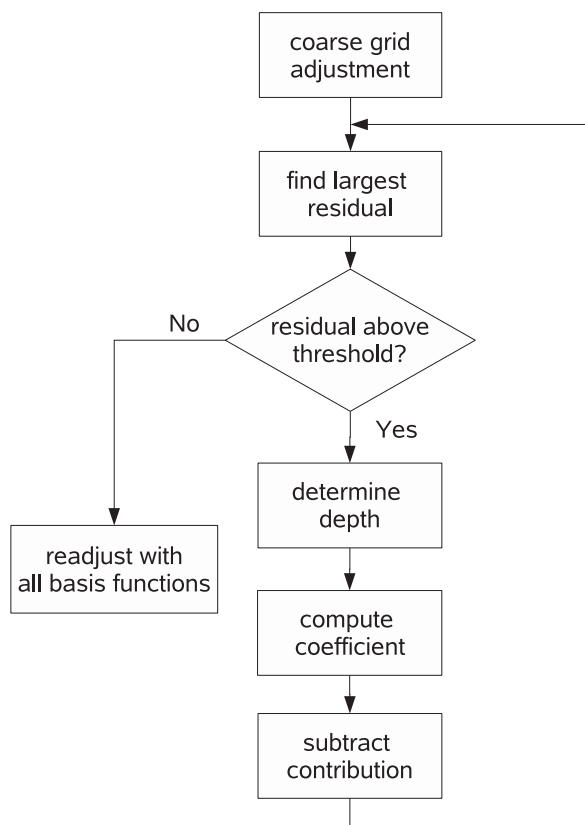 coarse grid
adjustment
find largest
residual
No
residual above
threshold?
Yes
determine
depth
readjust with
all basis functions
compute
coefficient
subtract
contribution